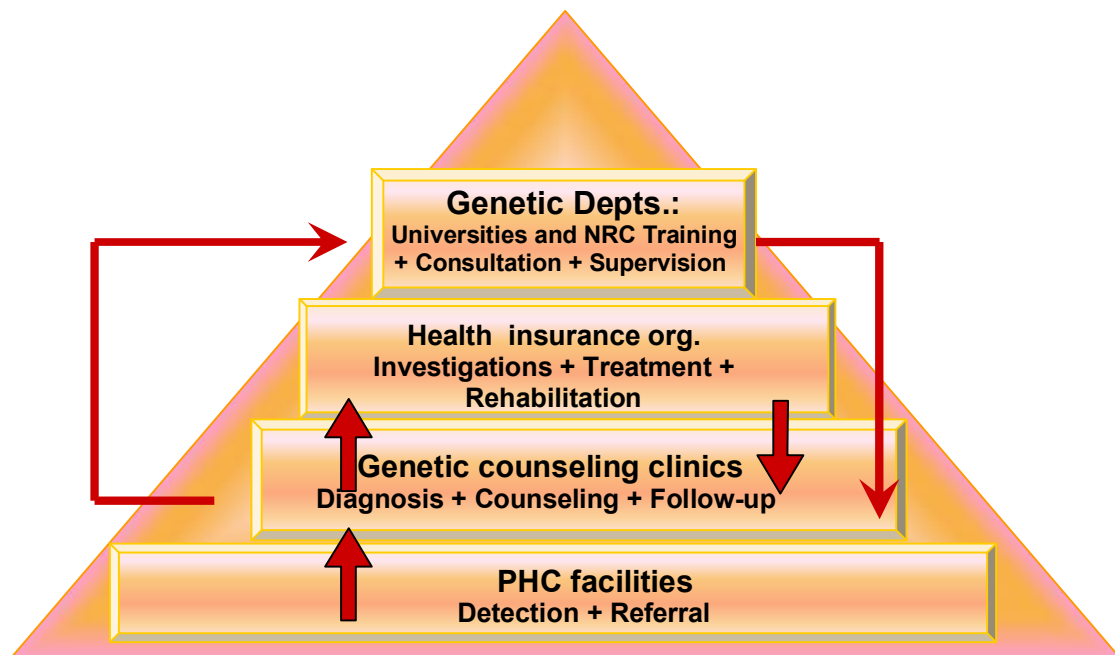 Genetic Depts.:
Universities and NRC Training
+ Consultation + Supervision
Health insurance org.
Investigations + Treatment +
Rehabilitation
Genetic counseling clinics
Diagnosis + Counseling + Follow-up
PHC facilities
Detection + Referral